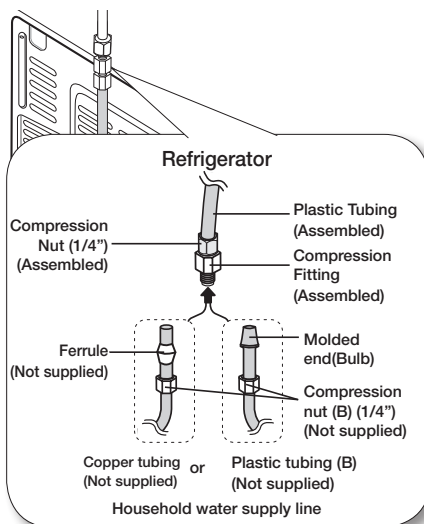 Refrigerator
Compression
Nut (1/4”)
(Assembled)
Plastic Tubing
(Assembled)
Compression
Fitting
(Assembled)
Ferrule
(Not supplied)
Molded
end(Bulb)
Compression
nut (B) (1/4”)
(Not supplied)
Copper tubing
(Not supplied)
or
Plastic tubing (B)
(Not supplied)
Household water supply line